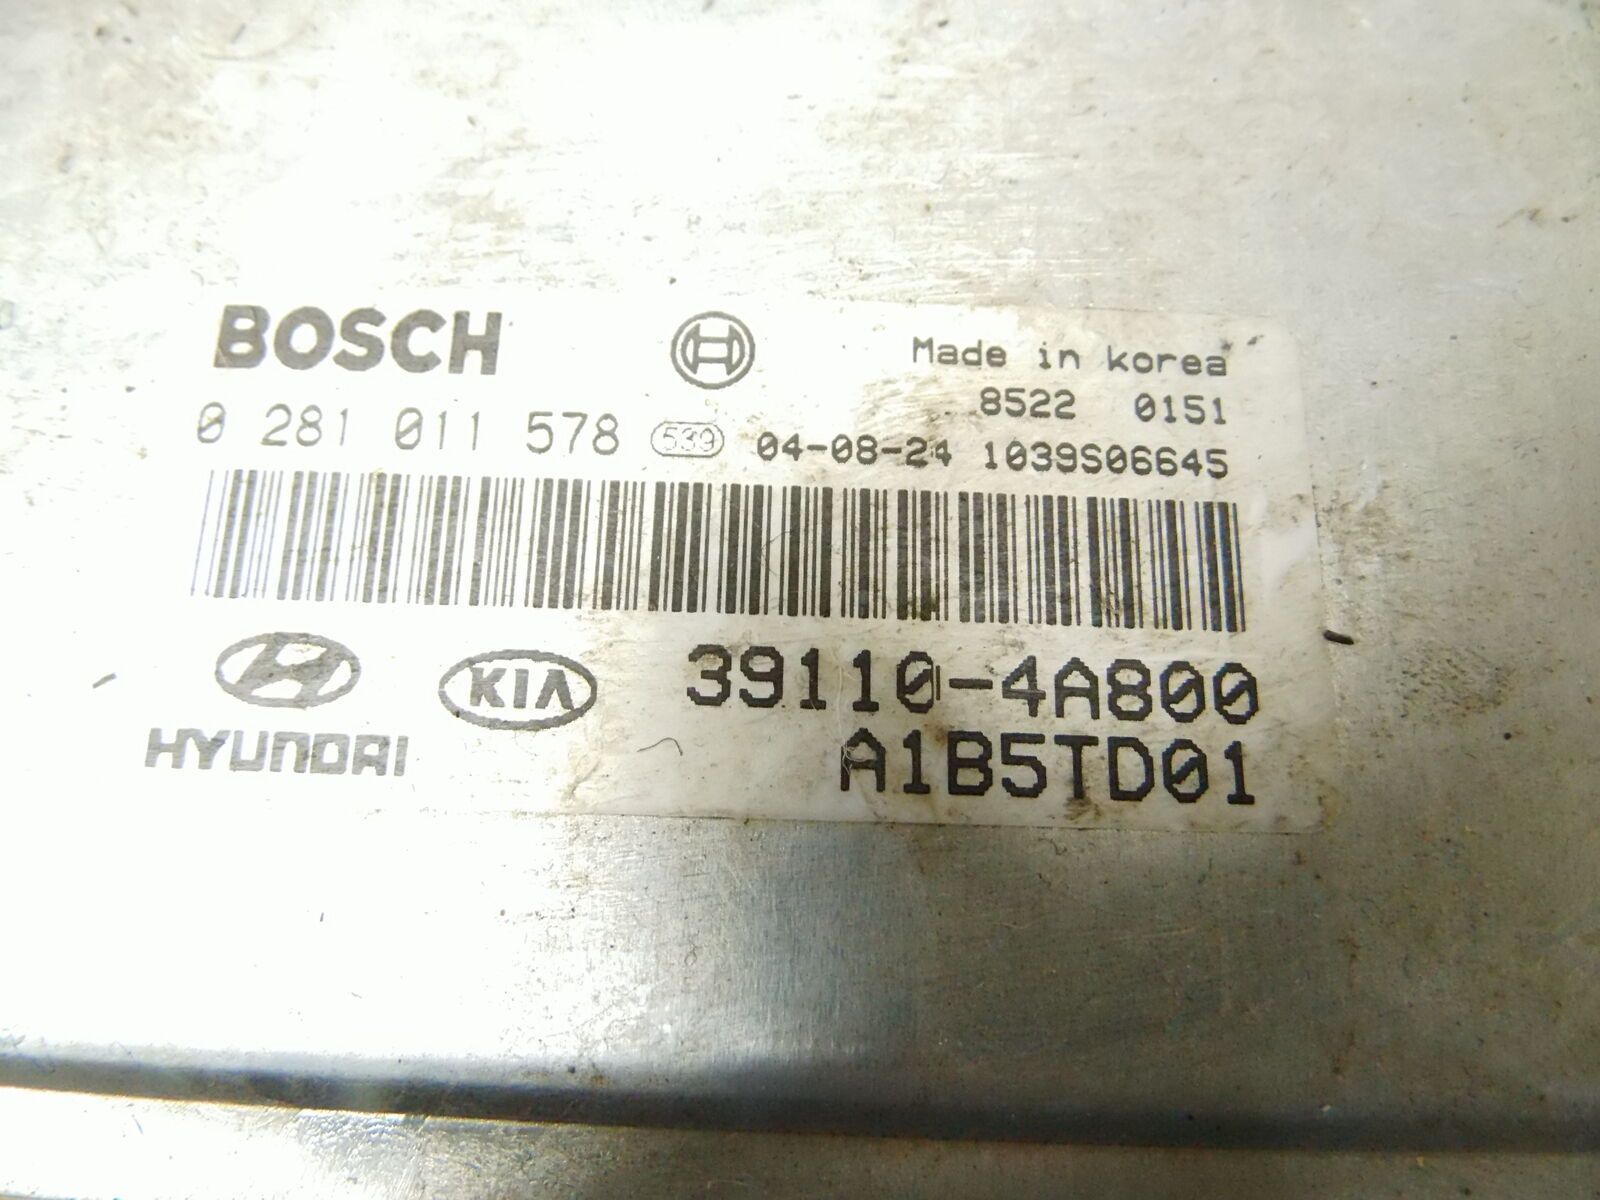 BOSCH
Made in korea
8522 0151
0 281 011 578 539 04-08-24 1039S06645
39110-4A800
HYUNDAI KIA
A1B5TD01